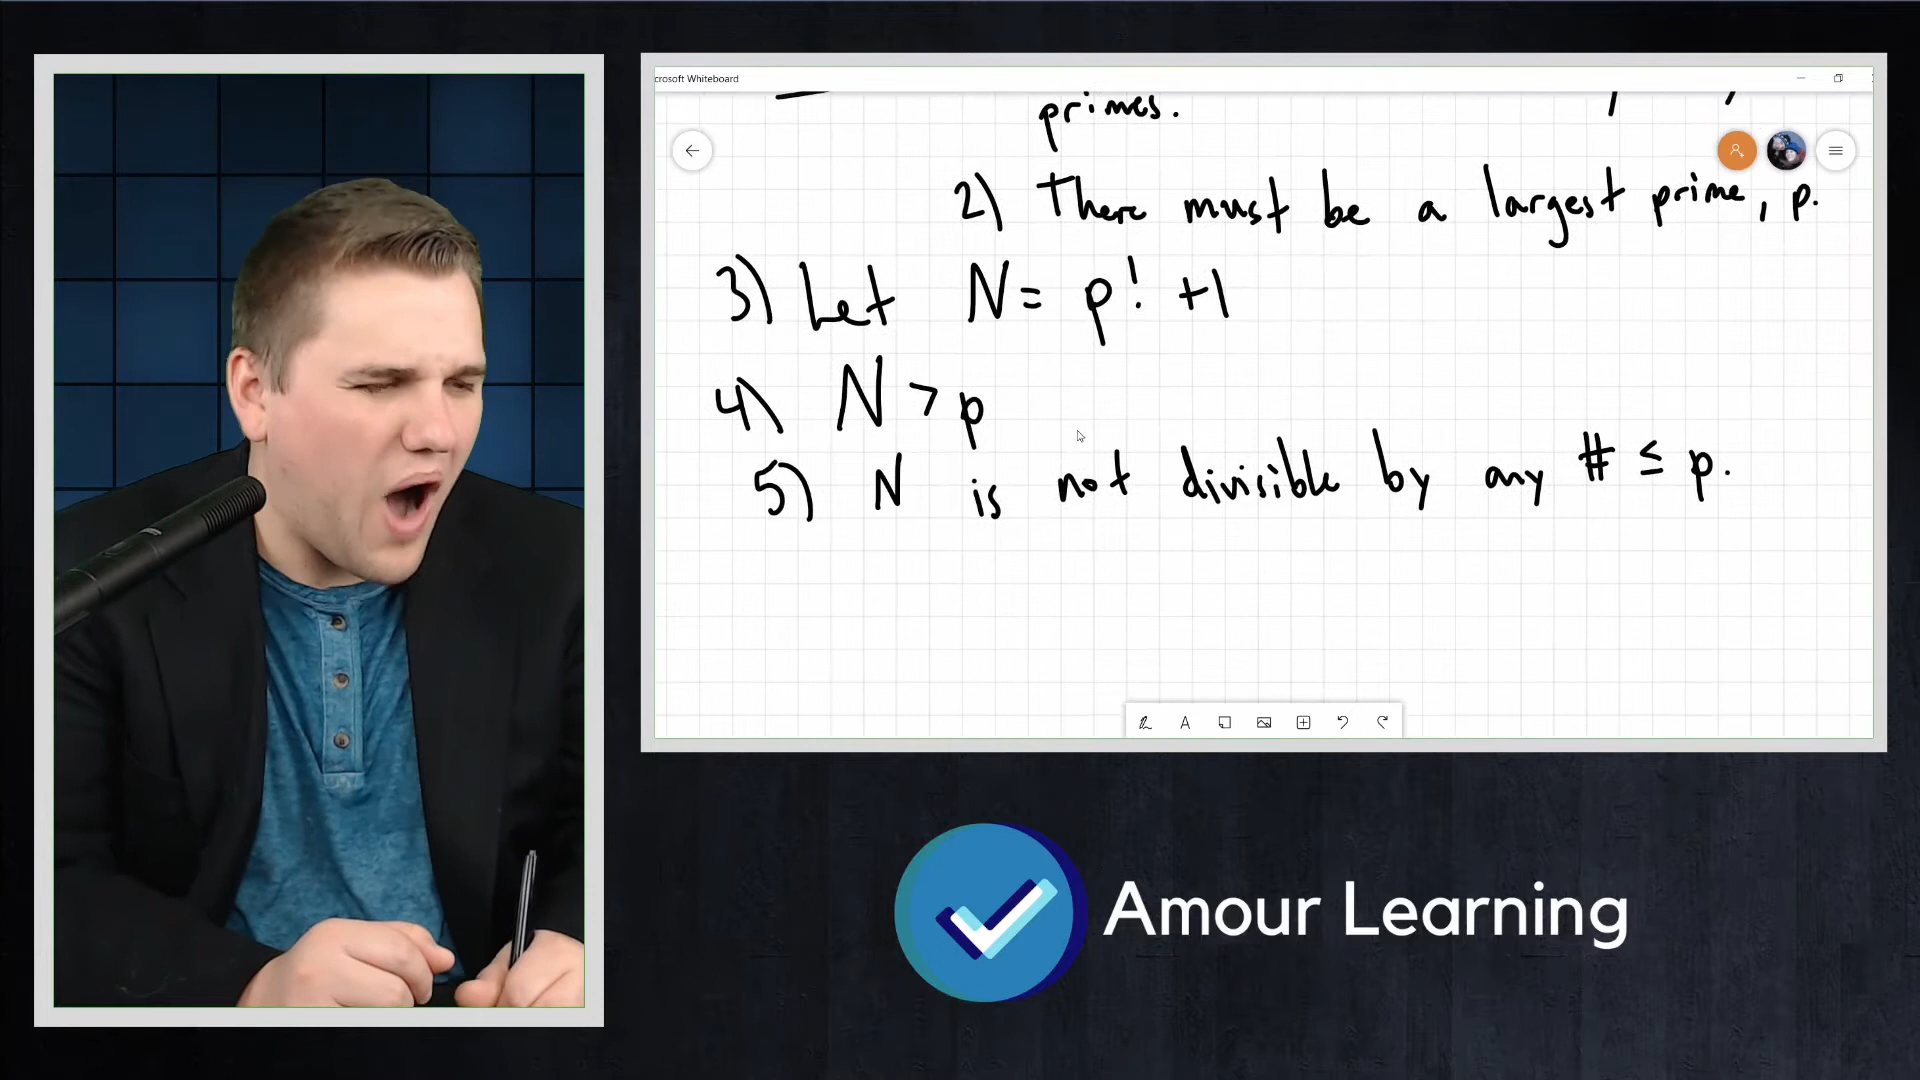 crosoft Whiteboard
primes.
2) There must be a largest prime, p.
3) Let N = p! +1
4) N > p
5) N is not divisible by any # ≤ p.
Amour Learning